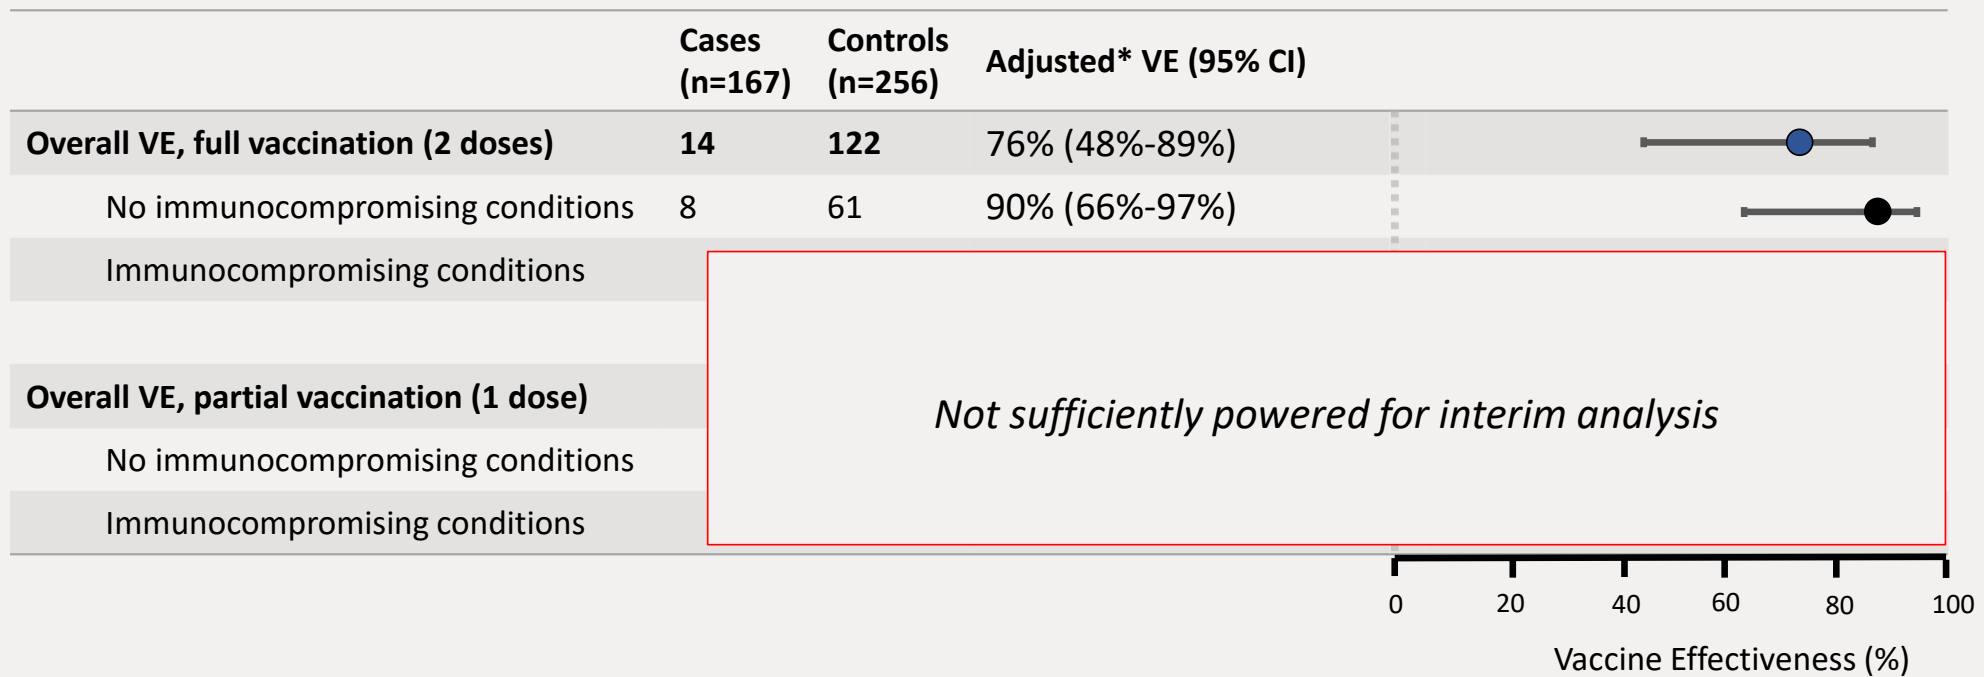 Cases Controls Adjusted* VE (95% CI)
(n=167) (n=256)
Overall VE, full vaccination (2 doses) 14 122 76% (48%-89%)
No immunocompromising conditions 8 61 90% (66%-97%)
Immunocompromising conditions
Overall VE, partial vaccination (1 dose)
Not sufficiently powered for interim analysis
No immunocompromising conditions
Immunocompromising conditions
0 20 40 60 80 100
Vaccine Effectiveness (%)